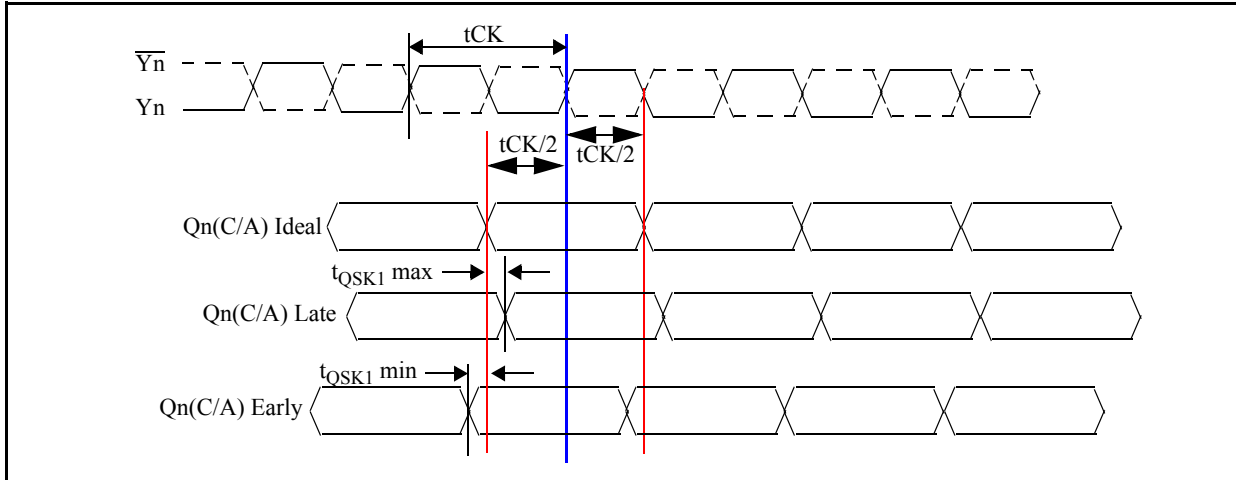 tCK
Yn
Yn
tCK/2
tCK/2
Qn(C/A) Ideal
tQSK1 max
Qn(C/A) Late
tQSK1 min
Qn(C/A) Early